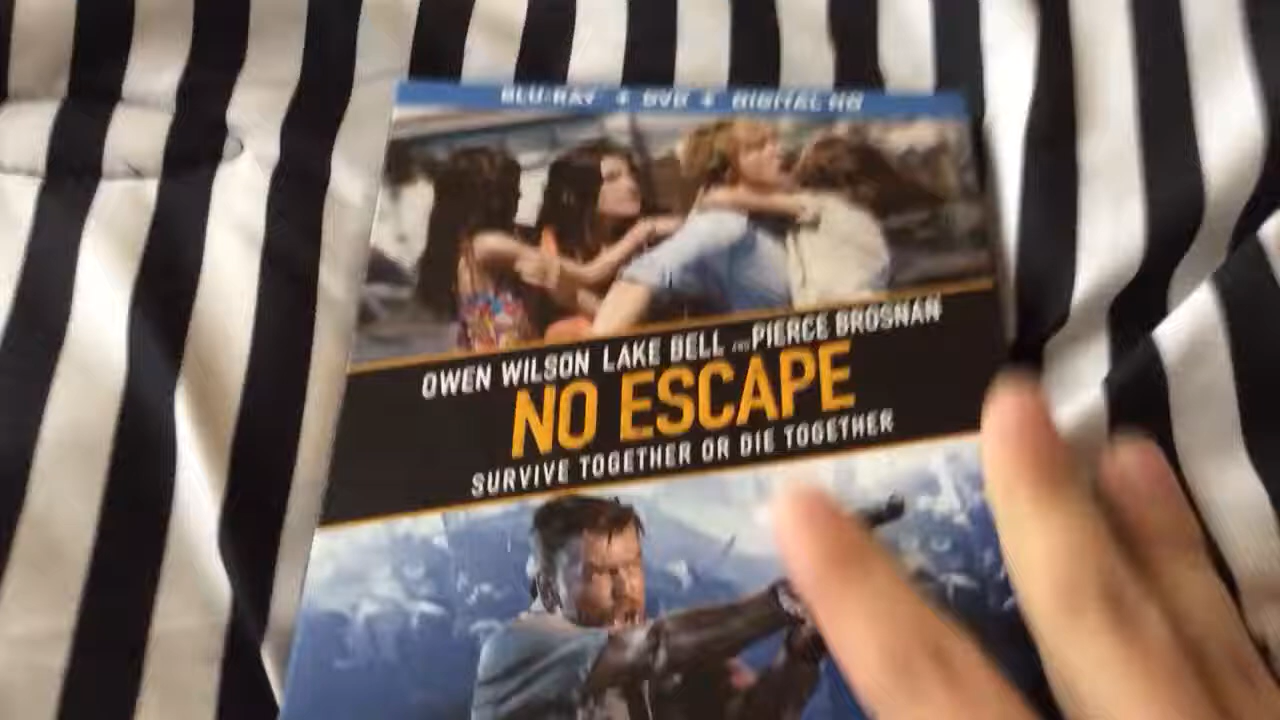 BLU-RAY + DVD + DIGITAL HD
OWEN WILSON LAKE BELL AND PIERCE BROSNAN
NO ESCAPE
SURVIVE TOGETHER OR DIE TOGETHER